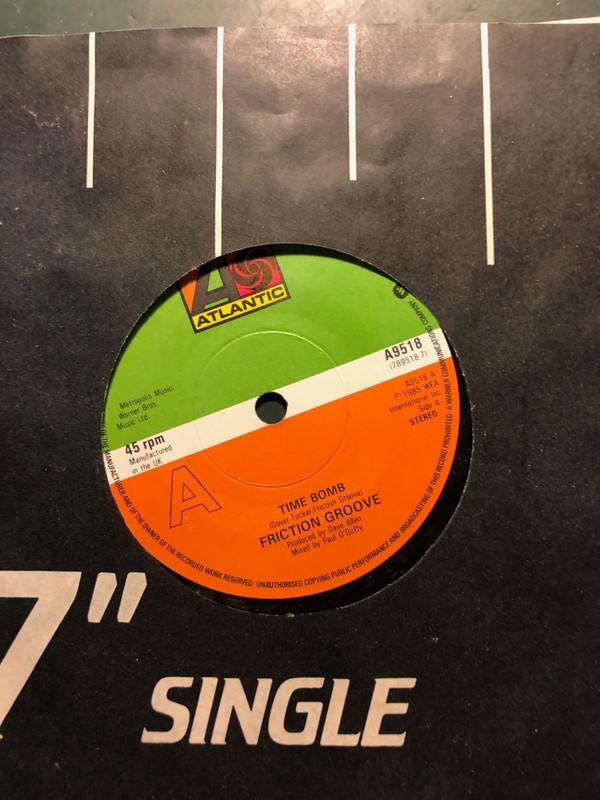 ATLANTIC
A9518
(789518 7)
A9518 A
℗ 1985 WEA
International Inc.
Side A
STEREO
Metropolis Music/
Warner Bros.
Music Ltd.
45 rpm
Manufactured
in the UK
A
TIME BOMB
(Dover Tucker/Friction Groove)
FRICTION GROOVE
Produced by Dave Allen
Mixed by Paul O'Duffy
THE MANUFACTURER AND OF THE OWNER OF THE RECORDED WORK RESERVED · UNAUTHORISED COPYING PUBLIC PERFORMANCE AND BROADCASTING OF THIS RECORD PROHIBITED A WARNER COMMUNICATIONS COMPANY
7"
SINGLE